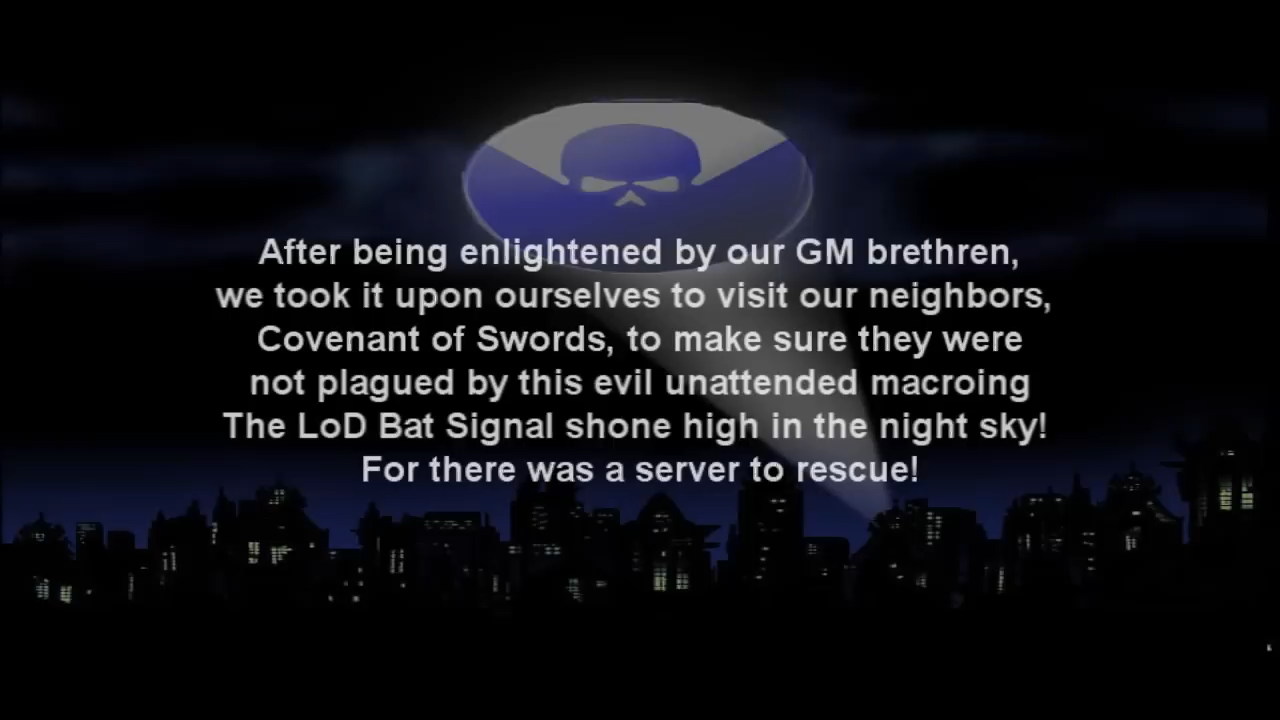 After being enlightened by our GM brethren,
we took it upon ourselves to visit our neighbors,
Covenant of Swords, to make sure they were
not plagued by this evil unattended macroing
The LoD Bat Signal shone high in the night sky!
For there was a server to rescue!